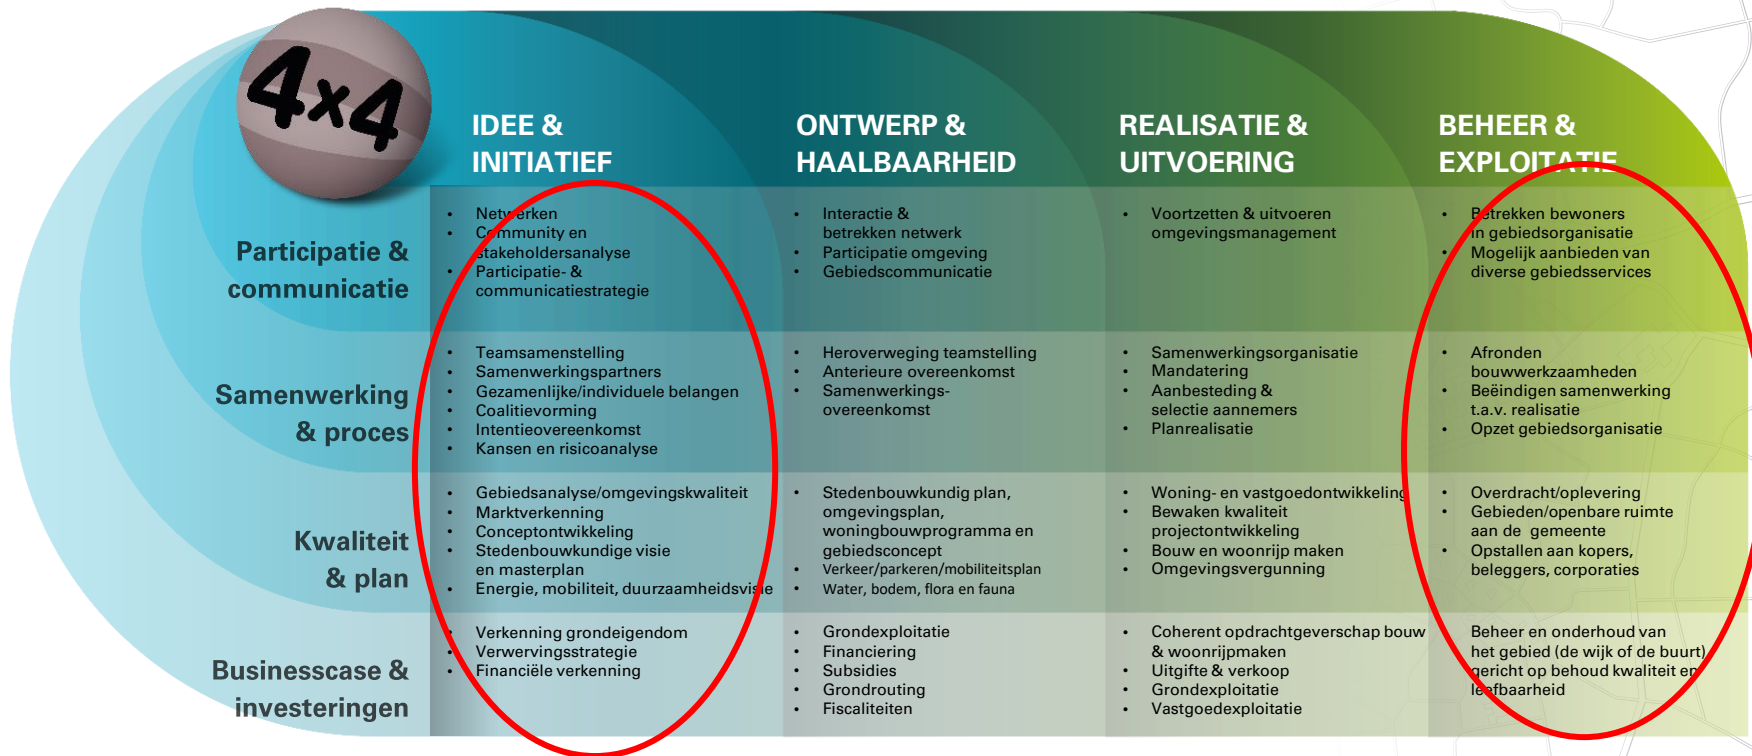 4x4
IDEE &
INITIATIEF
ONTWERP &
HAALBAARHEID
REALISATIE &
UITVOERING
BEHEER &
EXPLOITATIE
Participatie &
communicatie
• Netwerken
• Community en
stakeholdersanalyse
• Participatie- &
communicatiestrategie
• Interactie &
betrekken netwerk
• Participatie omgeving
• Gebiedscommunicatie
• Voortzetten & uitvoeren
omgevingsmanagement
• Betrekken bewoners
in gebiedsorganisatie
• Mogelijk aanbieden van
diverse gebiedsservices
Samenwerking
& proces
• Teamsamenstelling
• Samenwerkingspartners
• Gezamenlijke/individuele belangen
• Coalitievorming
• Intentieovereenkomst
• Kansen en risicoanalyse
• Heroverweging teamstelling
• Anterieure overeenkomst
• Samenwerkings-
overeenkomst
• Samenwerkingsorganisatie
• Mandatering
• Aanbesteding &
selectie aannemers
• Planrealisatie
• Afronden
bouwwerkzaamheden
• Beëindigen samenwerking
t.a.v. realisatie
• Opzet gebiedsorganisatie
Kwaliteit
& plan
• Gebiedsanalyse/omgevingskwaliteit
• Marktverkenning
• Conceptontwikkeling
• Stedenbouwkundige visie
en masterplan
• Energie, mobiliteit, duurzaamheidsvisie
• Stedenbouwkundig plan,
omgevingsplan,
woningbouwprogramma en
gebiedsconcept
• Verkeer/parkeren/mobiliteitsplan
• Water, bodem, flora en fauna
• Woning- en vastgoedontwikkeling
• Bewaken kwaliteit
projectontwikkeling
• Bouw en woonrijp maken
• Omgevingsvergunning
• Overdracht/oplevering
• Gebieden/openbare ruimte
aan de gemeente
• Opstallen aan kopers,
beleggers, corporaties
Businesscase &
investeringen
• Verkenning grondeigendom
• Verwervingsstrategie
• Financiële verkenning
• Grondexploitatie
• Financiering
• Subsidies
• Grondrouting
• Fiscaliteiten
• Coherent opdrachtgeverschap bouw
& woonrijpmaken
• Uitgifte & verkoop
• Grondexploitatie
• Vastgoedexploitatie
Beheer en onderhoud van
het gebied (de wijk of de buurt)
gericht op behoud kwaliteit en
leefbaarheid